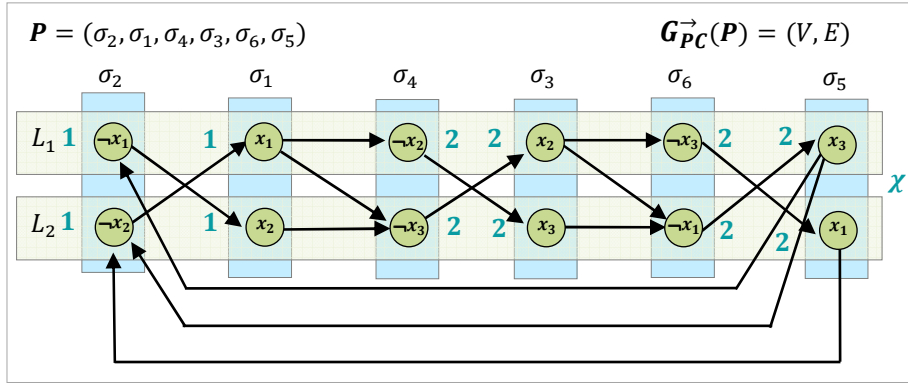 P = (σ₂, σ₁, σ₄, σ₃, σ₆, σ₅) G⃗_PC(P) = (V, E)
σ₂ σ₁ σ₄ σ₃ σ₆ σ₅
L₁ 1 ¬x₁ 1 x₁ ¬x₂ 2 2 x₂ ¬x₃ 2 2 x₃
χ
L₂ 1 ¬x₂ 1 x₂ ¬x₃ 2 2 x₃ ¬x₁ 2 2 x₁